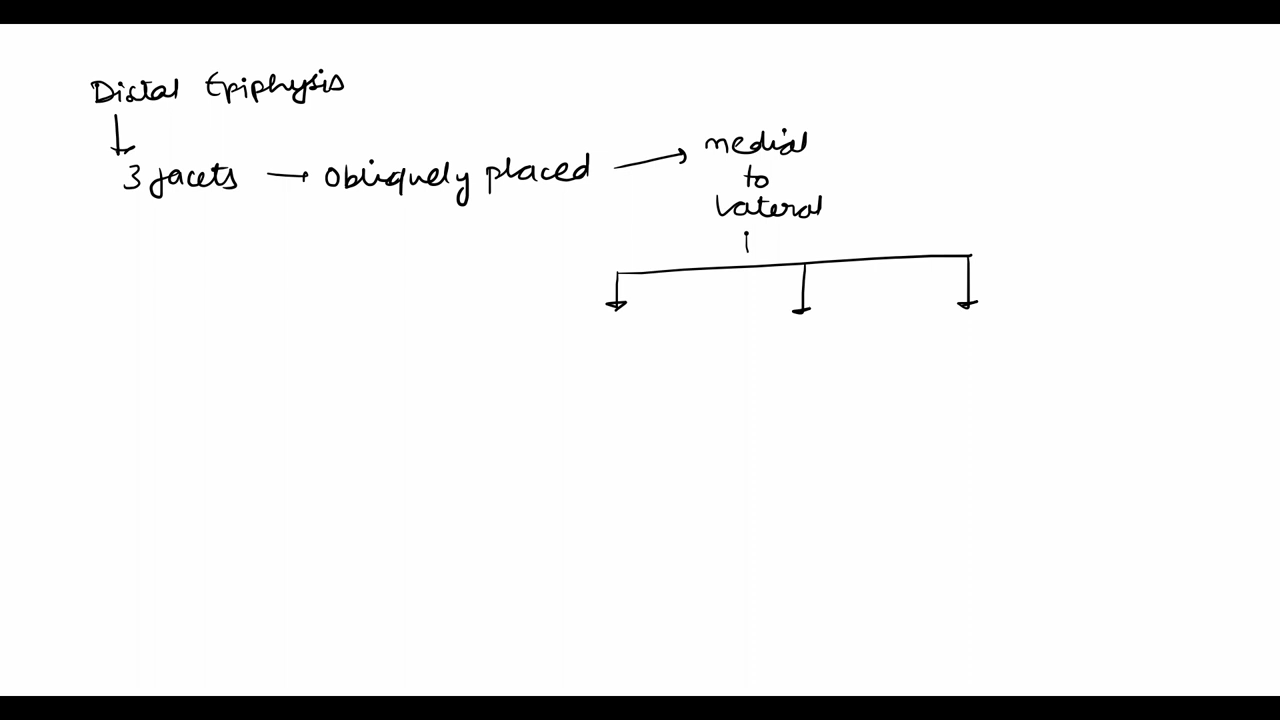 Distal Epiphysis
3 facets → Obliquely placed → medial
to
Lateral